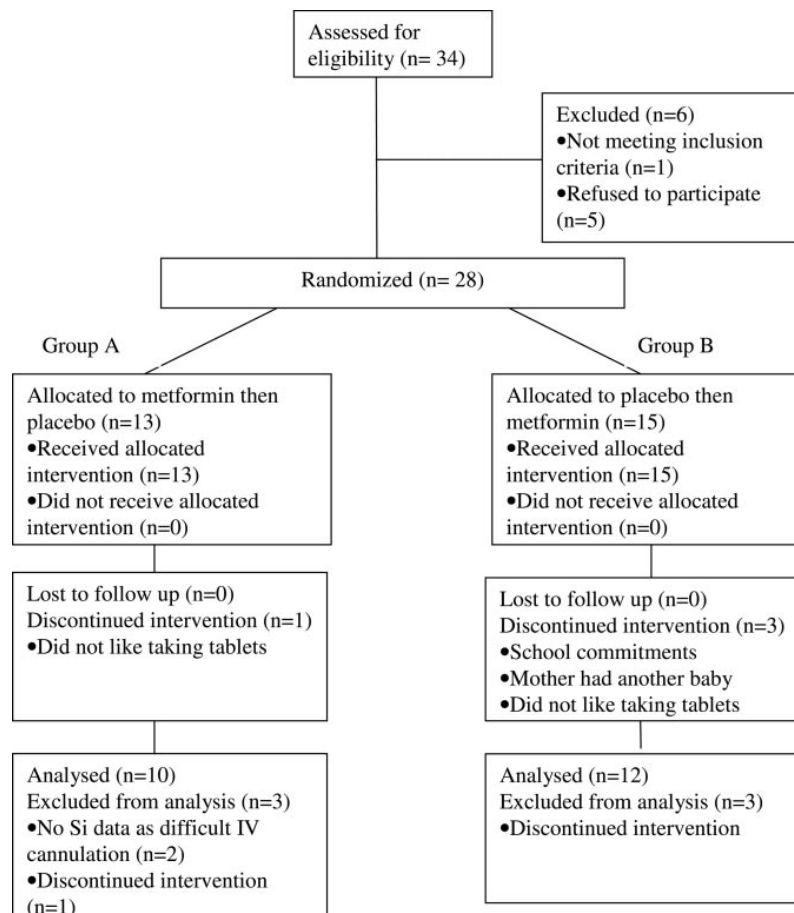 Assessed for
eligibility (n= 34)
Excluded (n=6)
●Not meeting inclusion
criteria (n=1)
●Refused to participate
(n=5)
Randomized (n= 28)
Group A
Group B
Allocated to metformin then
placebo (n=13)
●Received allocated
intervention (n=13)
●Did not receive allocated
intervention (n=0)
Allocated to placebo then
metformin (n=15)
●Received allocated
intervention (n=15)
●Did not receive allocated
intervention (n=0)
Lost to follow up (n=0)
Discontinued intervention (n=1)
●Did not like taking tablets
Lost to follow up (n=0)
Discontinued intervention (n=3)
●School commitments
●Mother had another baby
●Did not like taking tablets
Analysed (n=10)
Excluded from analysis (n=3)
●No Si data as difficult IV
cannulation (n=2)
●Discontinued intervention
(n=1)
Analysed (n=12)
Excluded from analysis (n=3)
●Discontinued intervention